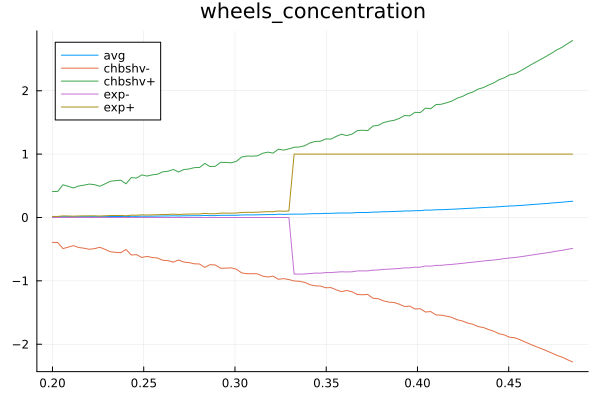 wheels_concentration
avg
chbshv-
chbshv+
exp-
exp+
2
1
0
−1
−2
0.20
0.25
0.30
0.35
0.40
0.45